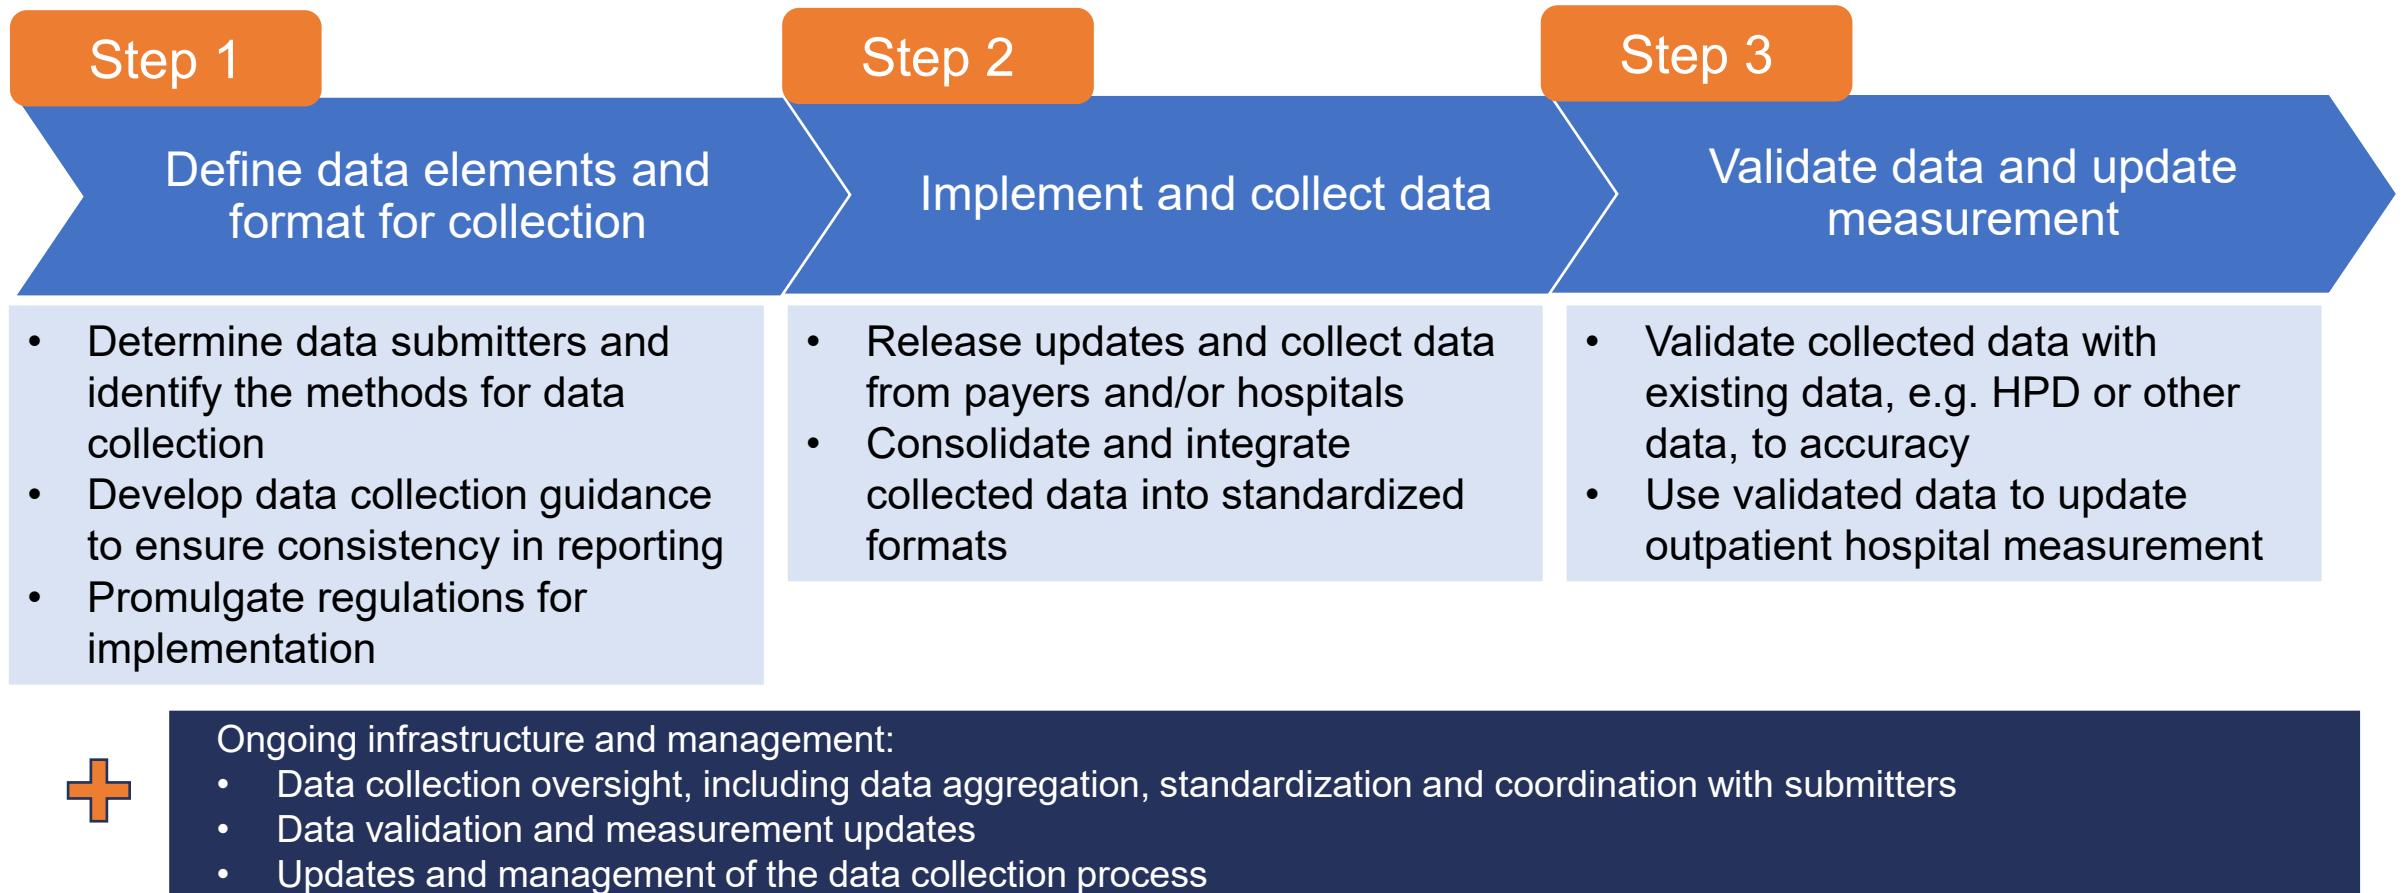 Step 1
Define data elements and
format for collection
• Determine data submitters and
identify the methods for data
collection
• Develop data collection guidance
to ensure consistency in reporting
• Promulgate regulations for
implementation
Step 2
Implement and collect data
• Release updates and collect data
from payers and/or hospitals
• Consolidate and integrate
collected data into standardized
formats
Step 3
Validate data and update
measurement
• Validate collected data with
existing data, e.g. HPD or other
data, to accuracy
• Use validated data to update
outpatient hospital measurement
Ongoing infrastructure and management:
• Data collection oversight, including data aggregation, standardization and coordination with submitters
• Data validation and measurement updates
• Updates and management of the data collection process